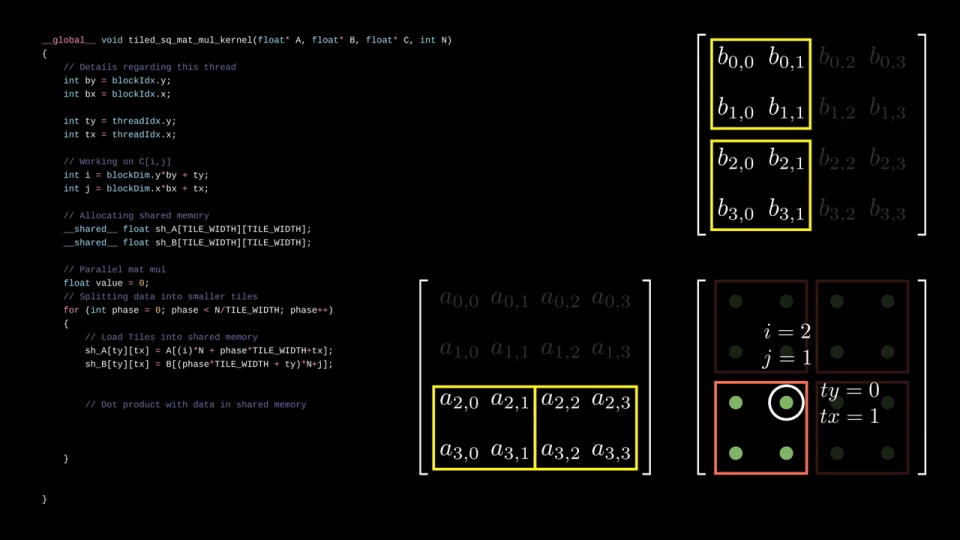 __global__ void tiled_sq_mat_mul_kernel(float* A, float* B, float* C, int N)
{
    // Details regarding this thread
    int by = blockIdx.y;
    int bx = blockIdx.x;

    int ty = threadIdx.y;
    int tx = threadIdx.x;

    // Working on C[i,j]
    int i = blockDim.y*by + ty;
    int j = blockDim.x*bx + tx;

    // Allocating shared memory
    __shared__ float sh_A[TILE_WIDTH][TILE_WIDTH];
    __shared__ float sh_B[TILE_WIDTH][TILE_WIDTH];

    // Parallel mat mul
    float value = 0;
    // Splitting data into smaller tiles
    for (int phase = 0; phase < N/TILE_WIDTH; phase++)
    {
        // Load Tiles into shared memory
        sh_A[ty][tx] = A[(i)*N + phase*TILE_WIDTH+tx];
        sh_B[ty][tx] = B[(phase*TILE_WIDTH + ty)*N+j];

        // Dot product with data in shared memory

    }

}
b0,0 b0,1 b0,2 b0,3
b1,0 b1,1 b1,2 b1,3
b2,0 b2,1 b2,2 b2,3
b3,0 b3,1 b3,2 b3,3
a0,0 a0,1 a0,2 a0,3
a1,0 a1,1 a1,2 a1,3
a2,0 a2,1 a2,2 a2,3
a3,0 a3,1 a3,2 a3,3
i = 2
j = 1
ty = 0
tx = 1